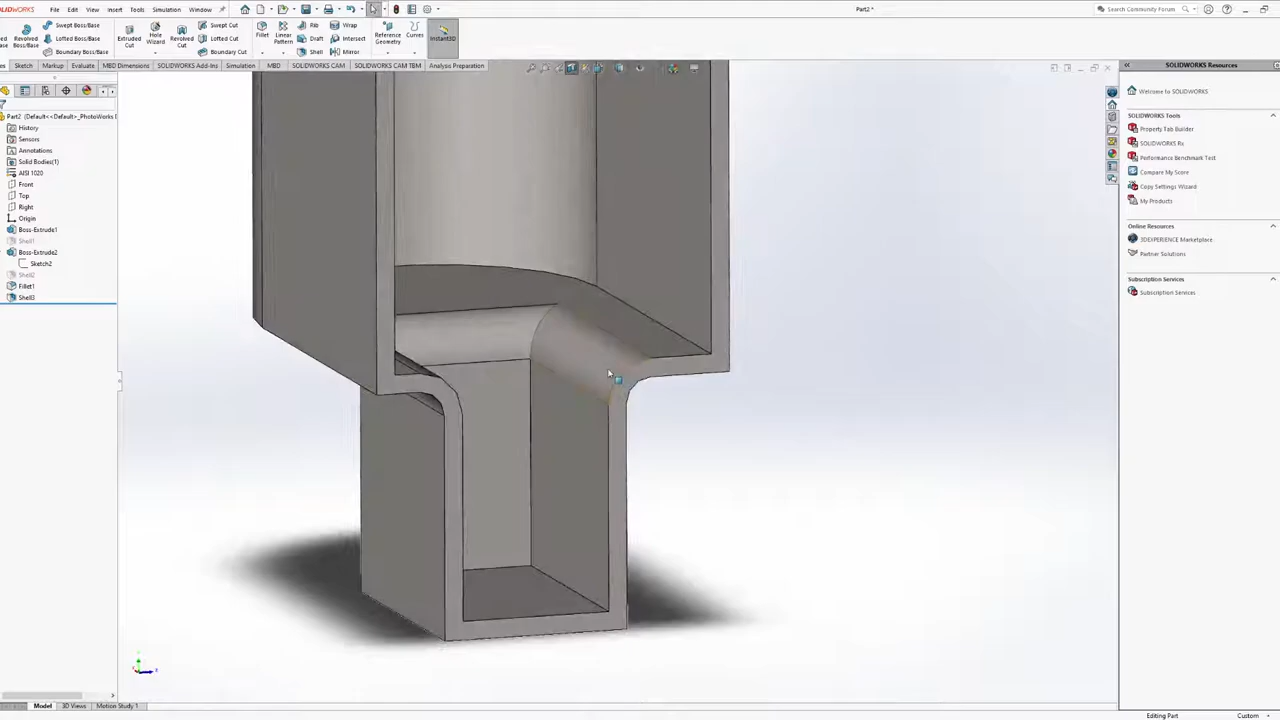 SOLIDWORKS File Edit View Insert Tools Simulation Window Part2 * Search Community Forum
Revolved Boss/Base Swept Boss/Base Lofted Boss/Base Boundary Boss/Base Extruded Cut Hole Wizard Revolved Cut Swept Cut Lofted Cut Boundary Cut Fillet Linear Pattern Rib Draft Shell Wrap Intersect Mirror Reference Geometry Curves Instant3D
Sketch Markup Evaluate MBD Dimensions SOLIDWORKS Add-Ins Simulation MBD SOLIDWORKS CAM SOLIDWORKS CAM TBM Analysis Preparation
Part2 (Default<<Default>_PhotoWorks D
History
Sensors
Annotations
Solid Bodies(1)
AISI 1020
Front
Top
Right
Origin
Boss-Extrude1
Shell1
Boss-Extrude2
Sketch2
Shell2
Fillet1
Shell3
SOLIDWORKS Resources
Welcome to SOLIDWORKS
SOLIDWORKS Tools
Property Tab Builder
SOLIDWORKS Rx
Performance Benchmark Test
Compare My Score
Copy Settings Wizard
My Products
Online Resources
3DEXPERIENCE Marketplace
Partner Solutions
Subscription Services
Subscription Services
Model 3D Views Motion Study 1
Editing Part Custom